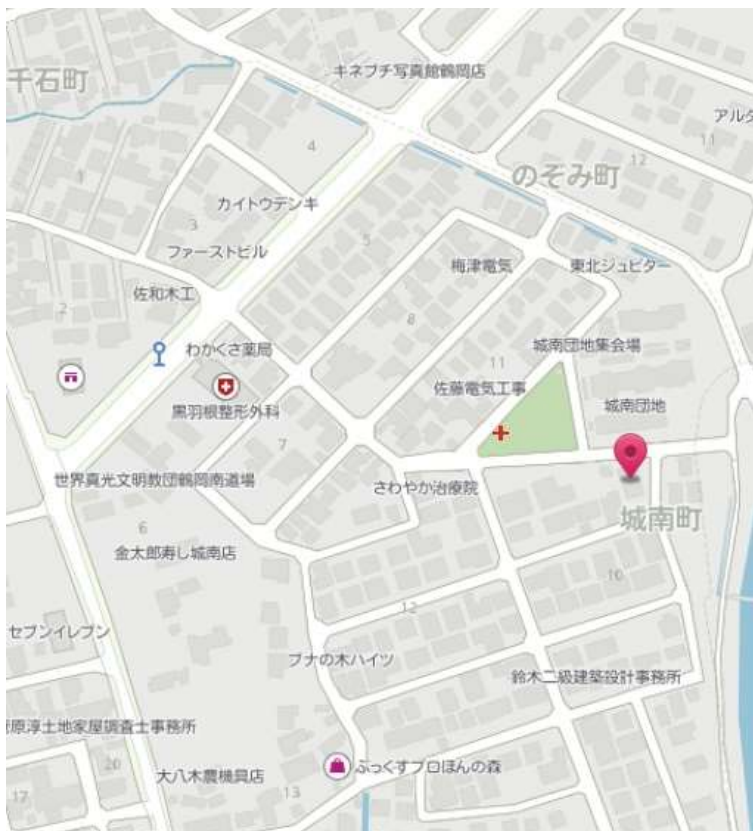 キネブチ写真館鶴岡店
千石町
アルタ
11
4
12
のぞみ町
1
カイトウデンキ
3
ファーストビル
5
梅津電気
東北ジュピター
佐和木工
2
8
わかくさ薬局
城南団地集会場
11
佐藤電気工事
黒羽根整形外科
城南団地
7
世界真光文明教団鶴岡南道場
さわやか治療院
城南町
6
金太郎寿し城南店
10
12
セブンイレブン
ブナの木ハイツ
鈴木二級建築設計事務所
原淳土地家屋調査士事務所
20
大八木農機具店
ぶっくすプロほんの森
17
13